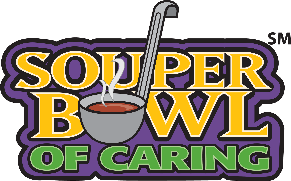 SM
SOUPER
BOWL
OF CARING